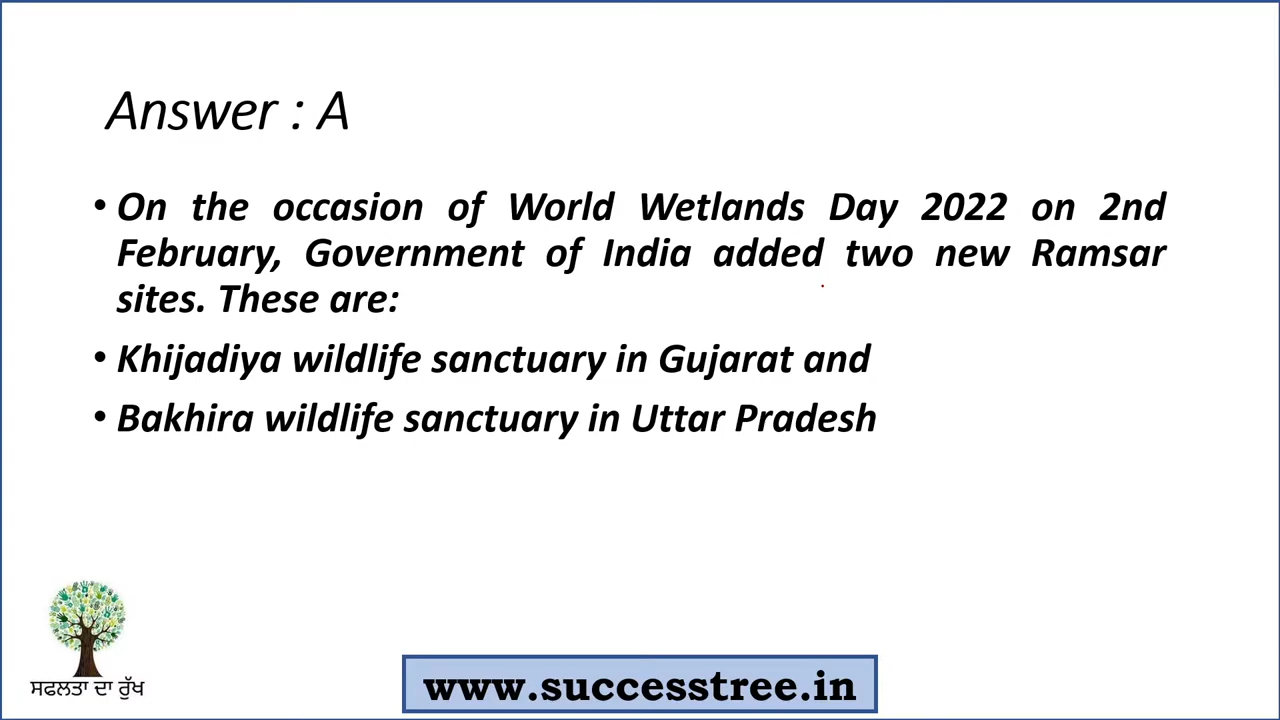 Answer : A
• On the occasion of World Wetlands Day 2022 on 2nd
February, Government of India added two new Ramsar
sites. These are:
• Khijadiya wildlife sanctuary in Gujarat and
• Bakhira wildlife sanctuary in Uttar Pradesh
ਸਫਲਤਾ ਦਾ ਰੁੱਖ
www.successtree.in